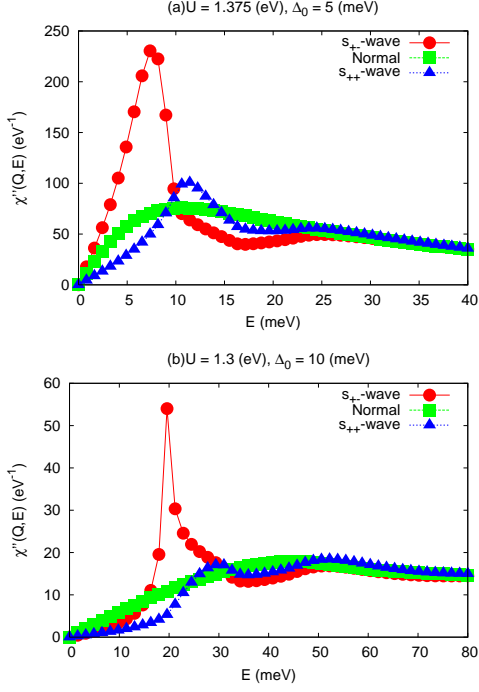 (a)U = 1.375 (eV), Δ0 = 5 (meV)
χ''(Q,E) (eV-1)
250
200
150
100
50
0
s+--wave
Normal
s++-wave
0 5 10 15 20 25 30 35 40
E (meV)
(b)U = 1.3 (eV), Δ0 = 10 (meV)
χ''(Q,E) (eV-1)
60
50
40
30
20
10
0
s+--wave
Normal
s++-wave
0 10 20 30 40 50 60 70 80
E (meV)